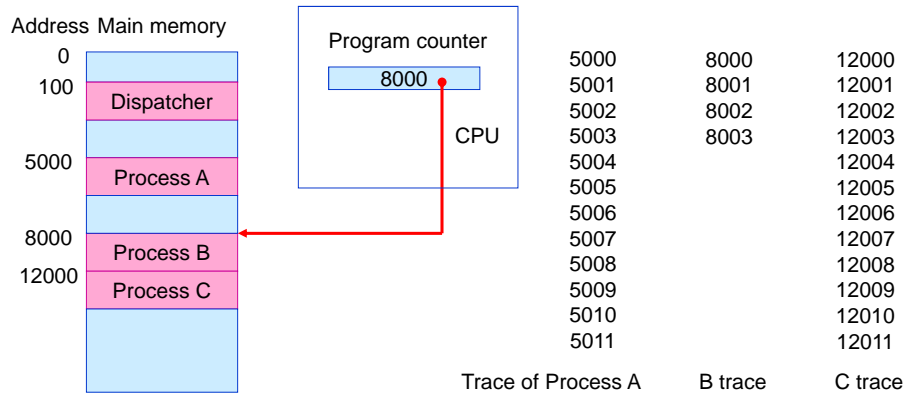 Address Main memory
0
100
Dispatcher
5000
Process A
8000
Process B
12000
Process C
Program counter
8000
CPU
5000 8000 12000
5001 8001 12001
5002 8002 12002
5003 8003 12003
5004 12004
5005 12005
5006 12006
5007 12007
5008 12008
5009 12009
5010 12010
5011 12011
Trace of Process A B trace C trace